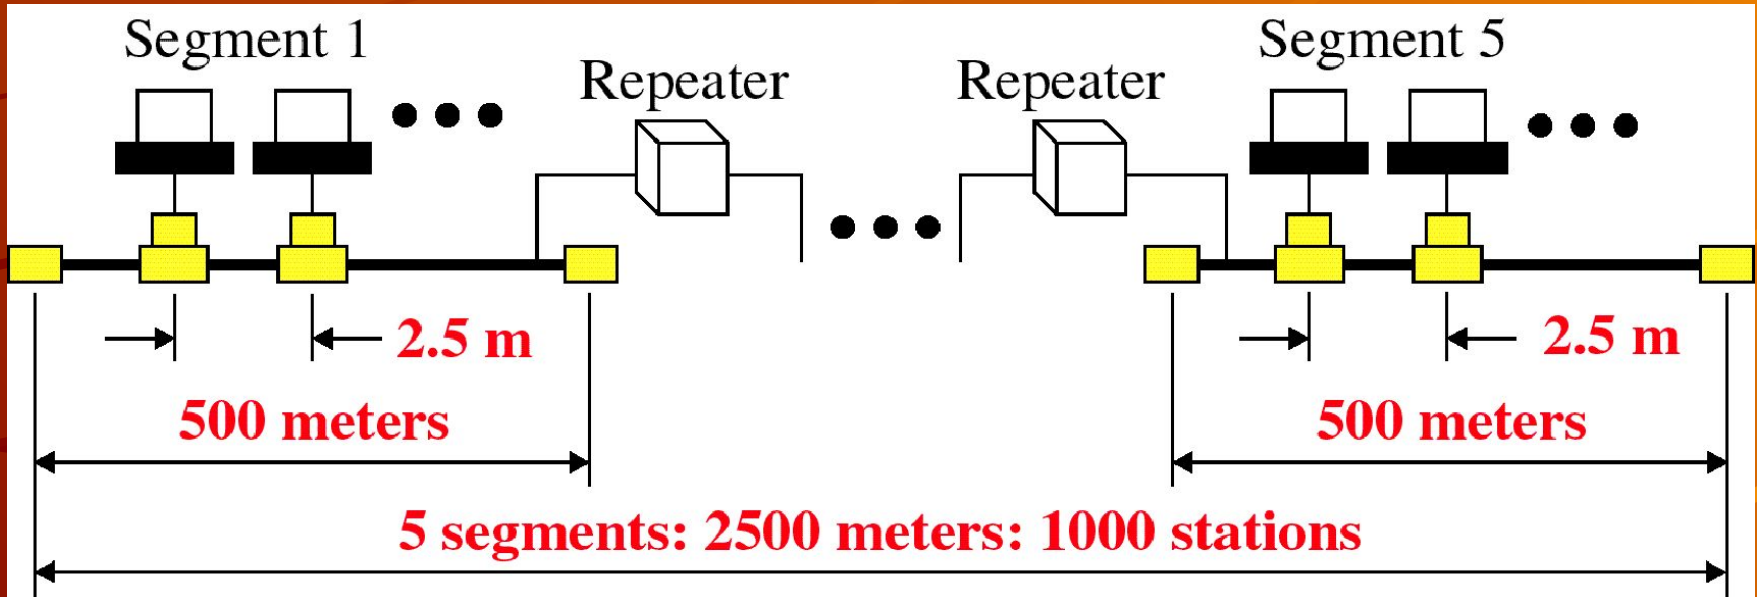 Segment 1
Repeater
Repeater
Segment 5
2.5 m
2.5 m
500 meters
500 meters
5 segments: 2500 meters: 1000 stations